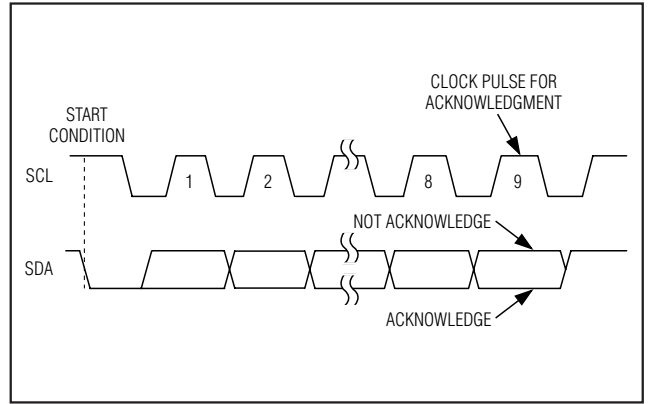 CLOCK PULSE FOR
ACKNOWLEDGMENT
START
CONDITION
SCL
1
2
8
9
NOT ACKNOWLEDGE
SDA
ACKNOWLEDGE